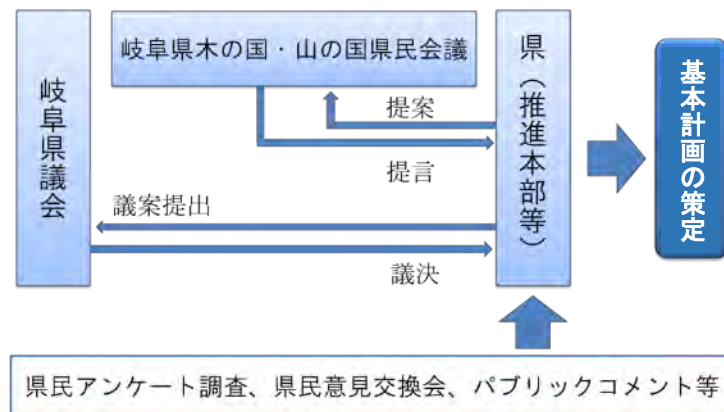 岐阜県議会
岐阜県木の国・山の国県民会議
提案
提言
議案提出
議決
県（推進本部等）
基本計画の策定
県民アンケート調査、県民意見交換会、パブリックコメント等